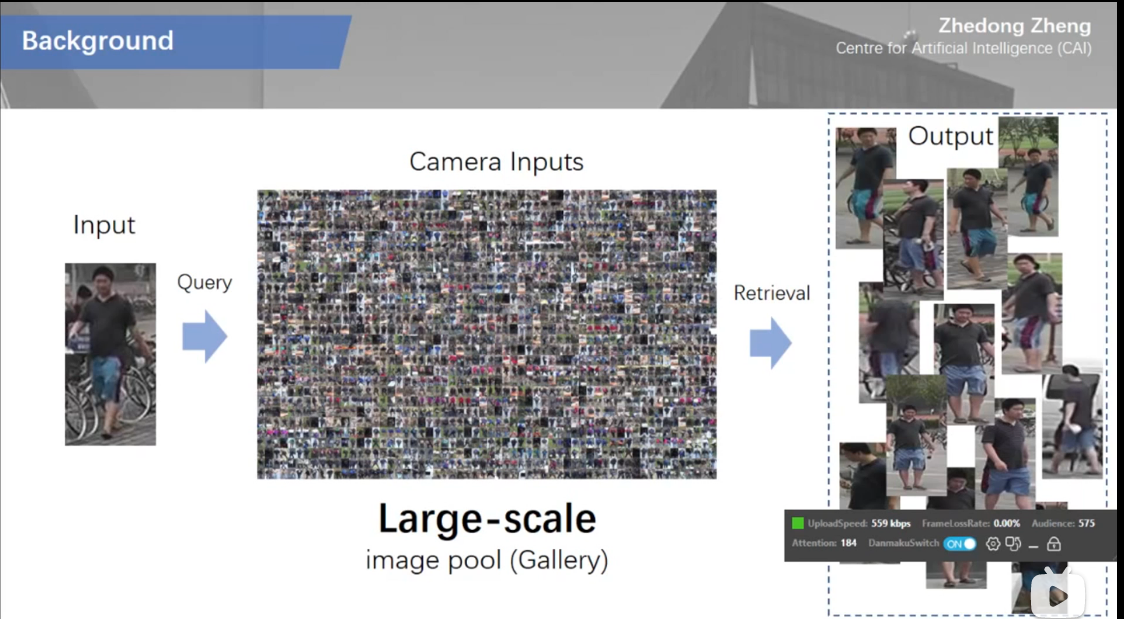 Background
Zhedong Zheng
Centre for Artificial Intelligence (CAI)
Output
Camera Inputs
Input
Query
Retrieval
Large-scale
image pool (Gallery)
UploadSpeed: 559 kbps FrameLossRate: 0.00% Audience: 575
Attention: 184 DanmakuSwitch ON